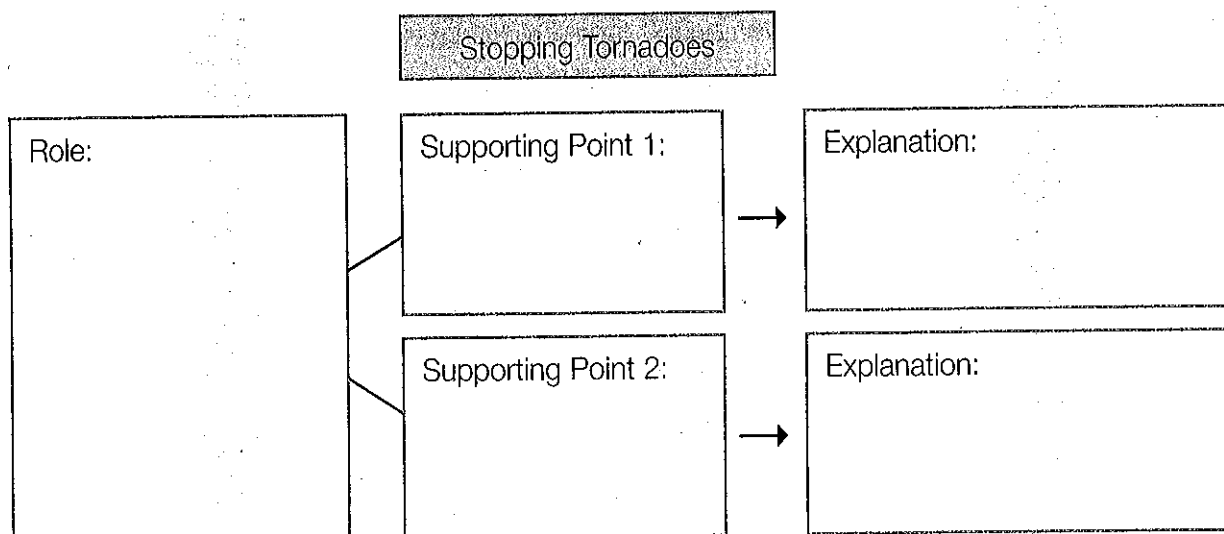 Stopping Tornadoes
Role:
Supporting Point 1:
Explanation:
Supporting Point 2:
Explanation: